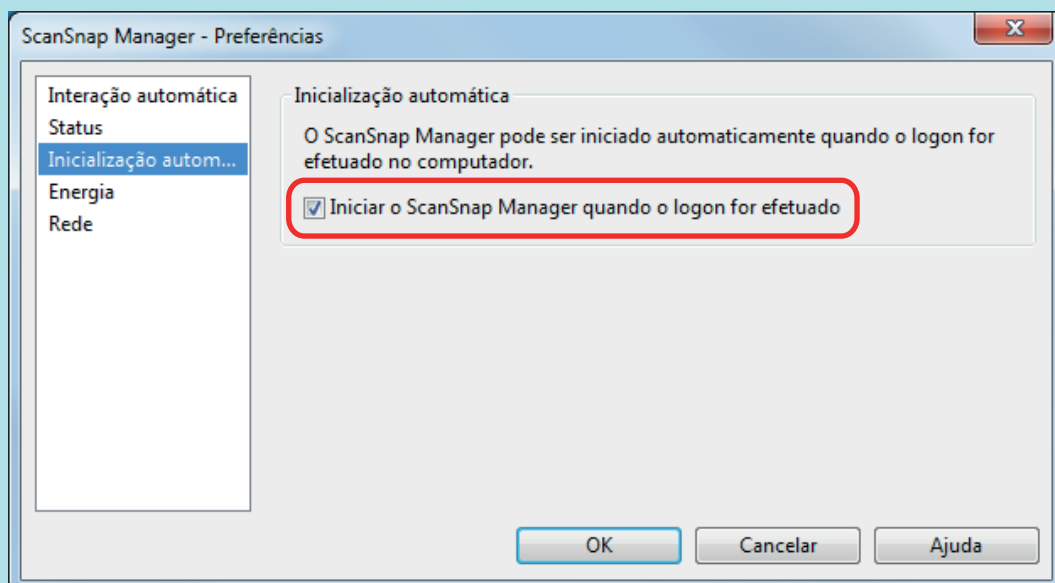 ScanSnap Manager - Preferências
Interação automática
Status
Inicialização autom...
Energia
Rede
Inicialização automática
O ScanSnap Manager pode ser iniciado automaticamente quando o logon for
efetuado no computador.
Iniciar o ScanSnap Manager quando o logon for efetuado
OK
Cancelar
Ajuda